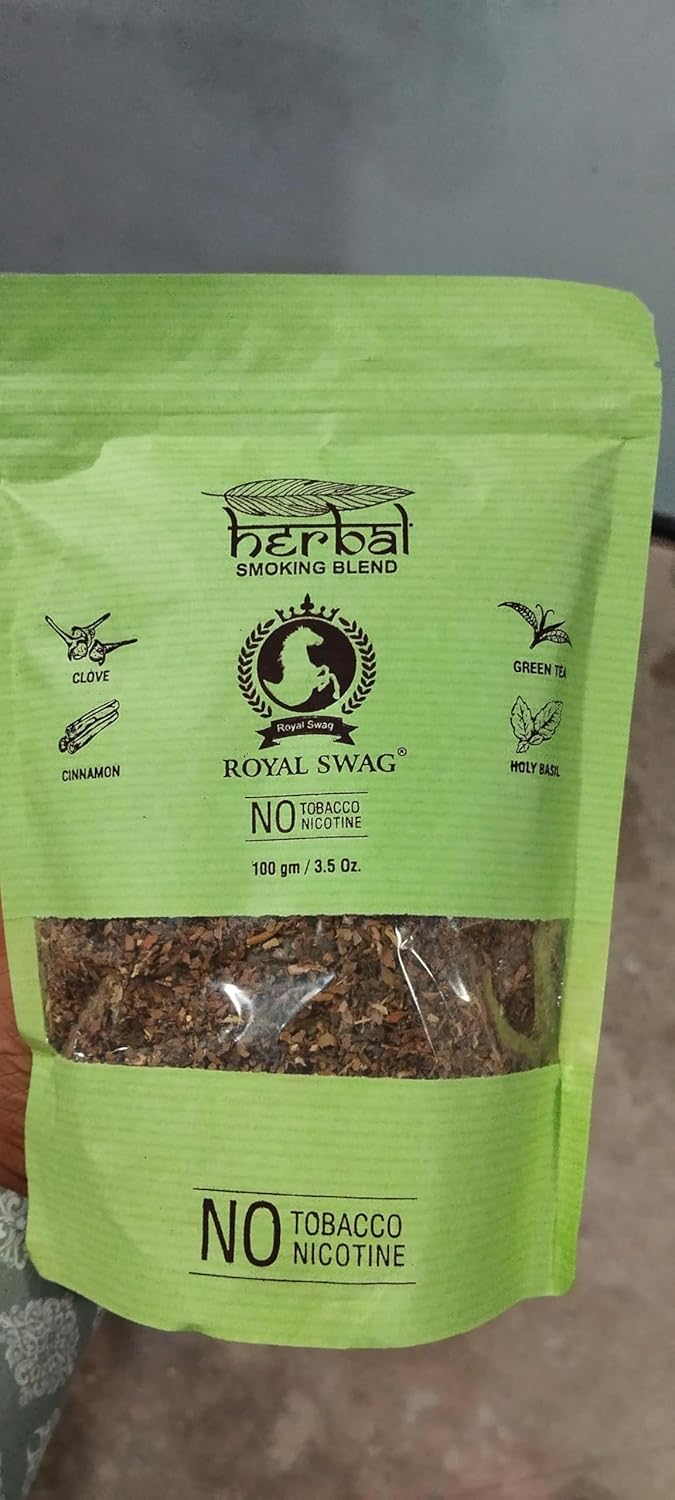 herbal
SMOKING BLEND
CLOVE
GREEN TEA
Royal Swag
CINNAMON
ROYAL SWAG®
HOLY BASIL
NO TOBACCO
NICOTINE
100 gm / 3.5 Oz.
NO TOBACCO
NICOTINE